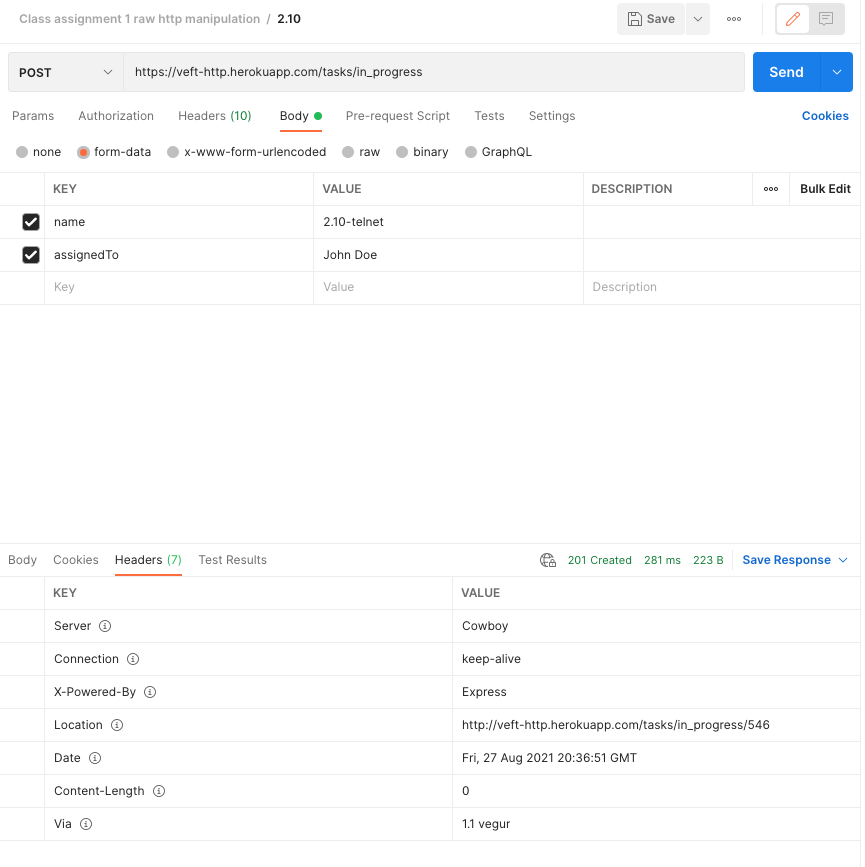 Class assignment 1 raw http manipulation / 2.10
Save
POST https://veft-http.herokuapp.com/tasks/in_progress Send
Params Authorization Headers (10) Body Pre-request Script Tests Settings Cookies
none form-data x-www-form-urlencoded raw binary GraphQL
KEY VALUE DESCRIPTION Bulk Edit
name 2.10-telnet
assignedTo John Doe
Key Value Description
Body Cookies Headers (7) Test Results 201 Created 281 ms 223 B Save Response
KEY VALUE
Server Cowboy
Connection keep-alive
X-Powered-By Express
Location http://veft-http.herokuapp.com/tasks/in_progress/546
Date Fri, 27 Aug 2021 20:36:51 GMT
Content-Length 0
Via 1.1 vegur